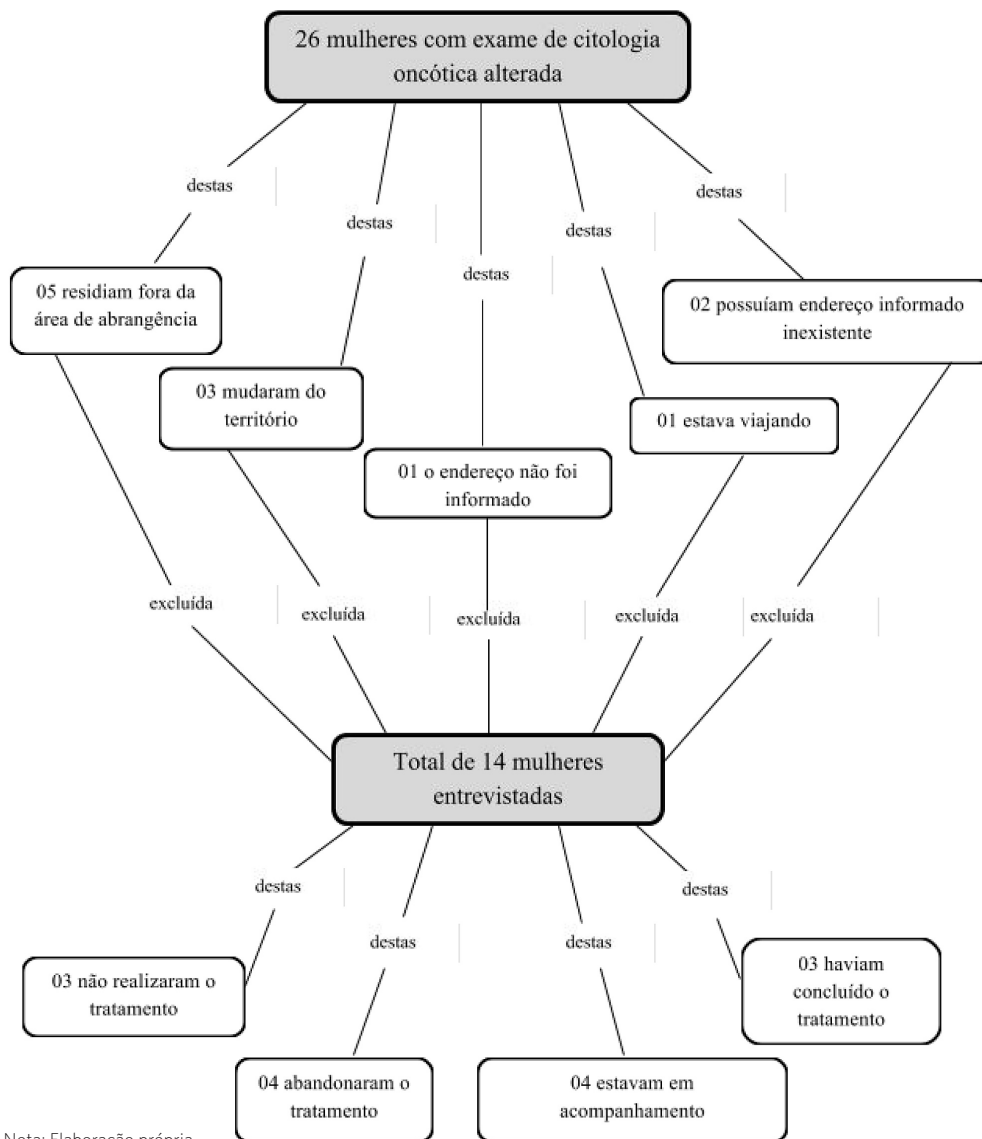 26 mulheres com exame de citologia
oncótica alterada
destas
destas
destas
destas
destas
05 residiam fora da
área de abrangência
03 mudaram do
território
01 o endereço não foi
informado
01 estava viajando
02 possuíam endereço informado
inexistente
excluída
excluída
excluída
excluída
excluída
Total de 14 mulheres
entrevistadas
destas
destas
destas
destas
03 não realizaram o
tratamento
04 abandonaram o
tratamento
04 estavam em
acompanhamento
03 haviam
concluído o
tratamento
Nota: Elaboração própria